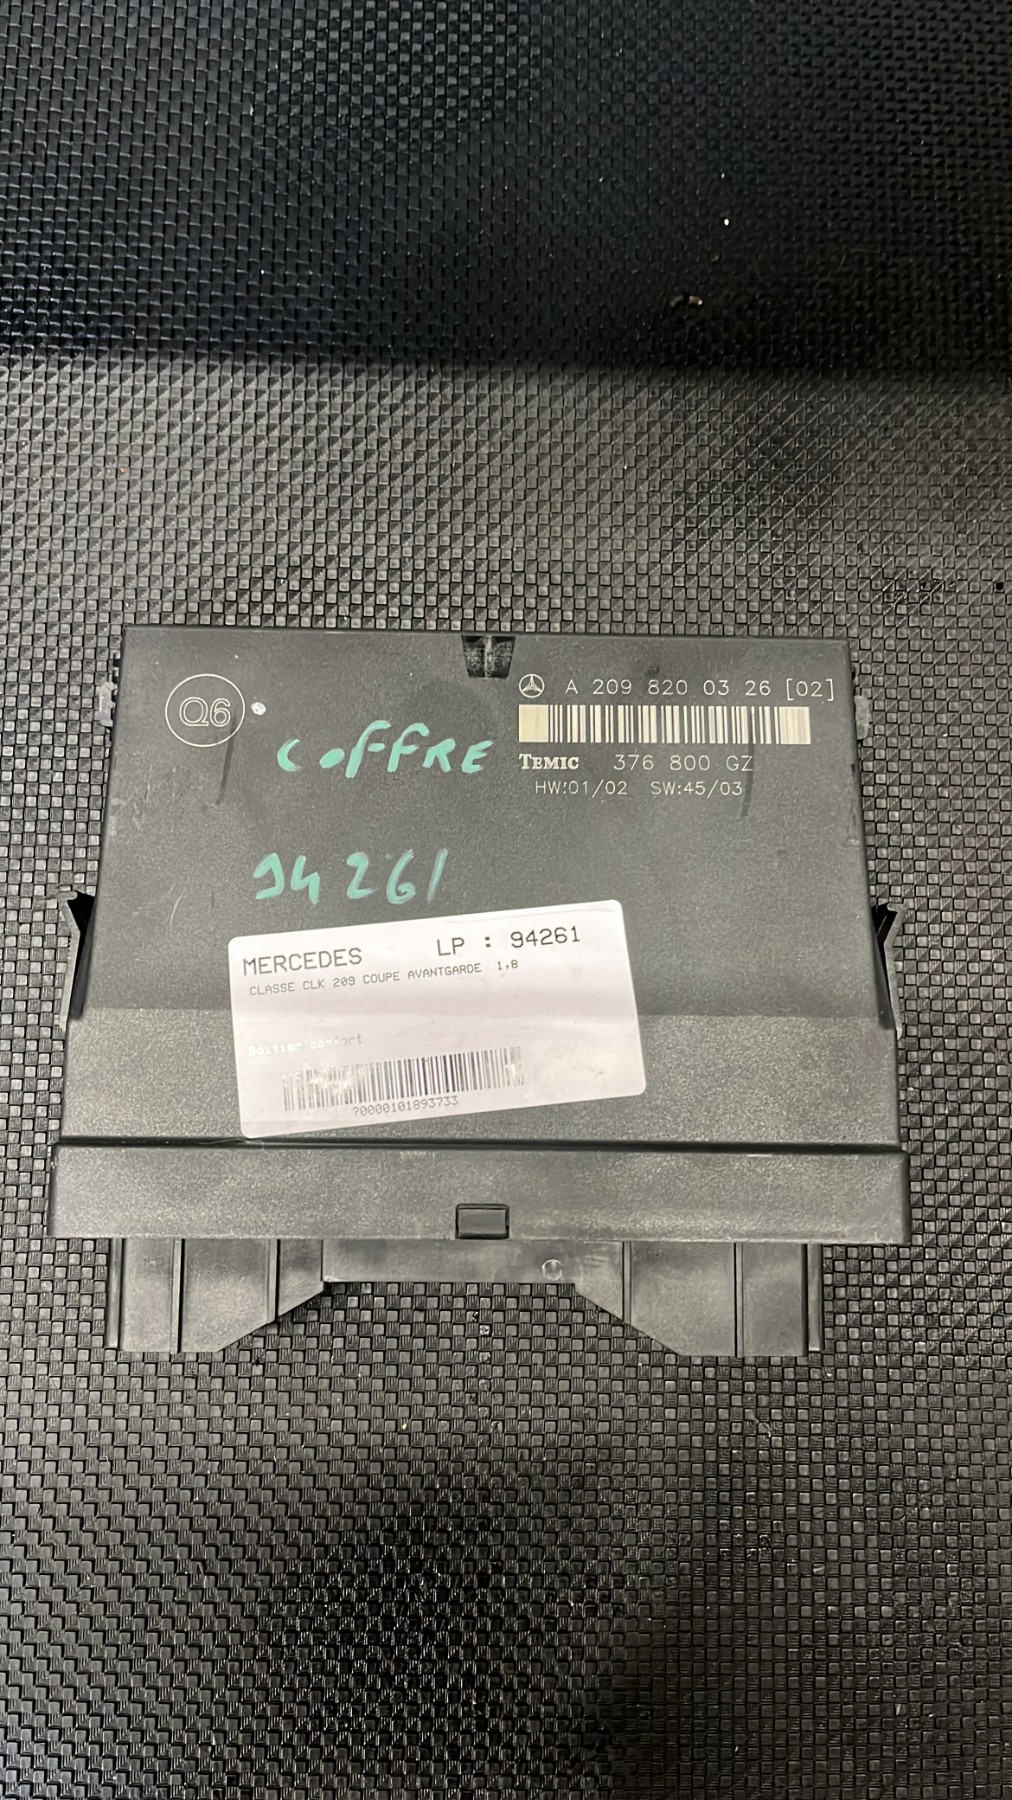 Q6
A 209 820 03 26 [02]
TEMIC 376 800 GZ
HW:01/02 SW:45/03
COFFRE
94261
MERCEDES LP : 94261
CLASSE CLK 209 COUPE AVANTGARDE 1,8
Boitier confort
70000101893733